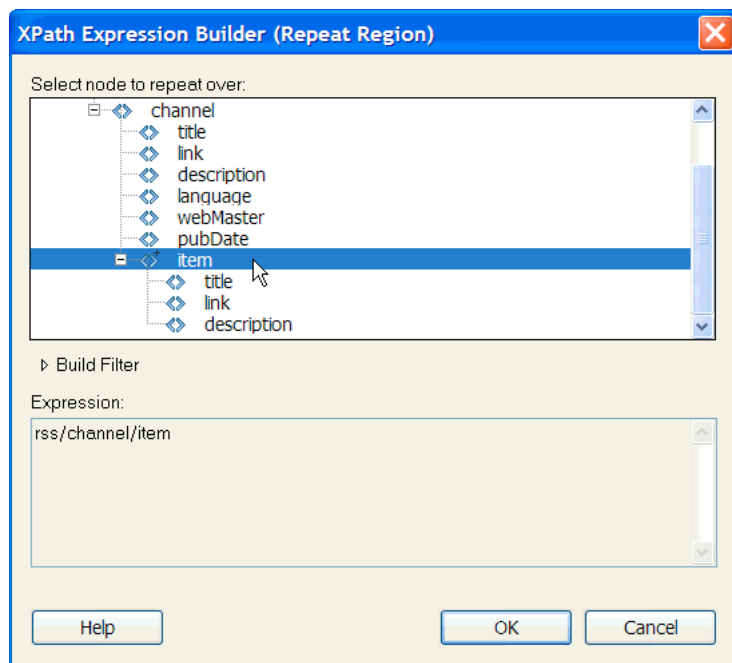 XPath Expression Builder (Repeat Region)
Select node to repeat over:
channel
title
link
description
language
webMaster
pubDate
item
title
link
description
Build Filter
Expression:
rss/channel/item
Help
OK
Cancel